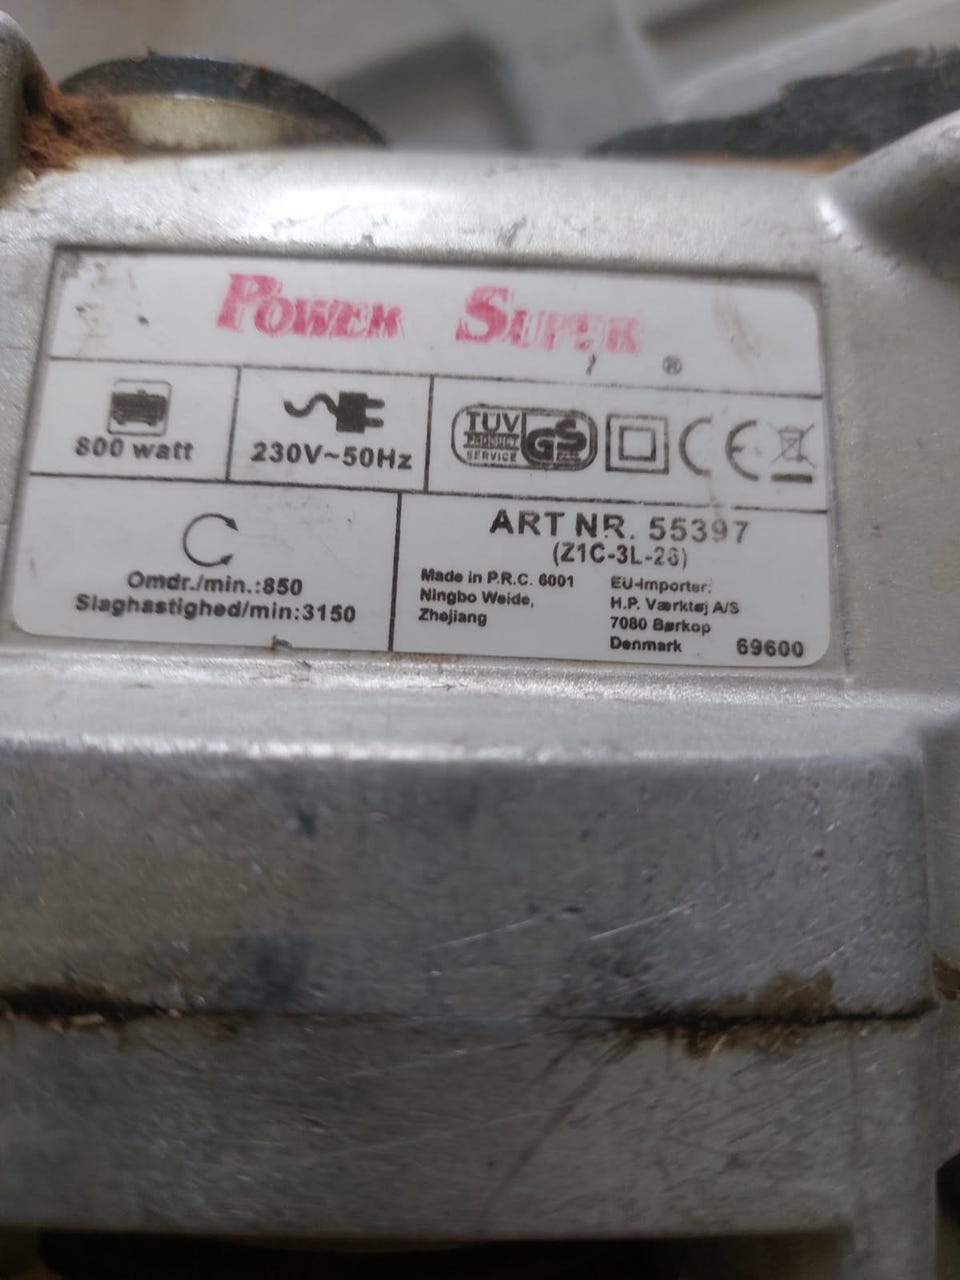 POWER SUPER
®
800 watt
230V~50Hz
TÜV
PRODUCT
SERVICE
GS
CE
Omdr./min.:850
Slaghastighed/min:3150
ART NR. 55397
(Z1C-3L-26)
Made in P.R.C. 6001
Ningbo Weide,
Zhejiang
EU-Importer:
H.P. Værktøj A/S
7080 Børkop
Denmark
69600